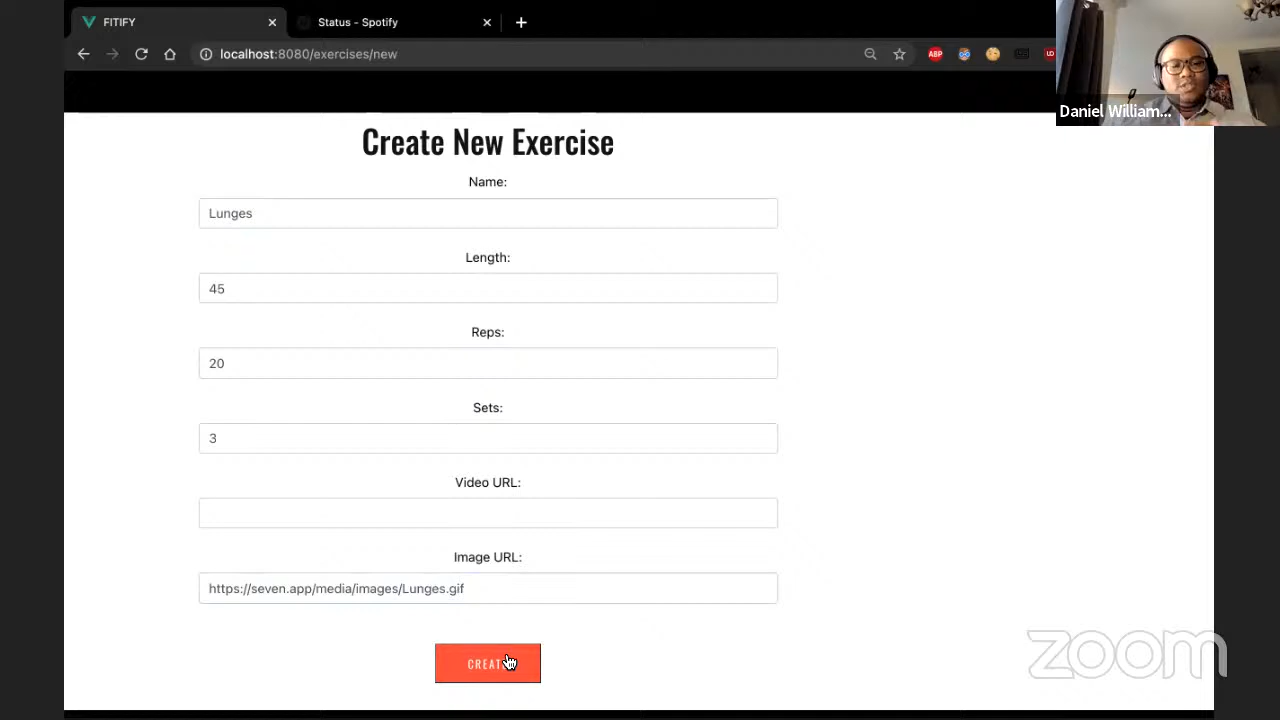 FITIFY
Status - Spotify
localhost:8080/exercises/new
ABP
Daniel William...
Create New Exercise
Name:
Lunges
Length:
45
Reps:
20
Sets:
3
Video URL:
Image URL:
https://seven.app/media/images/Lunges.gif
zoom